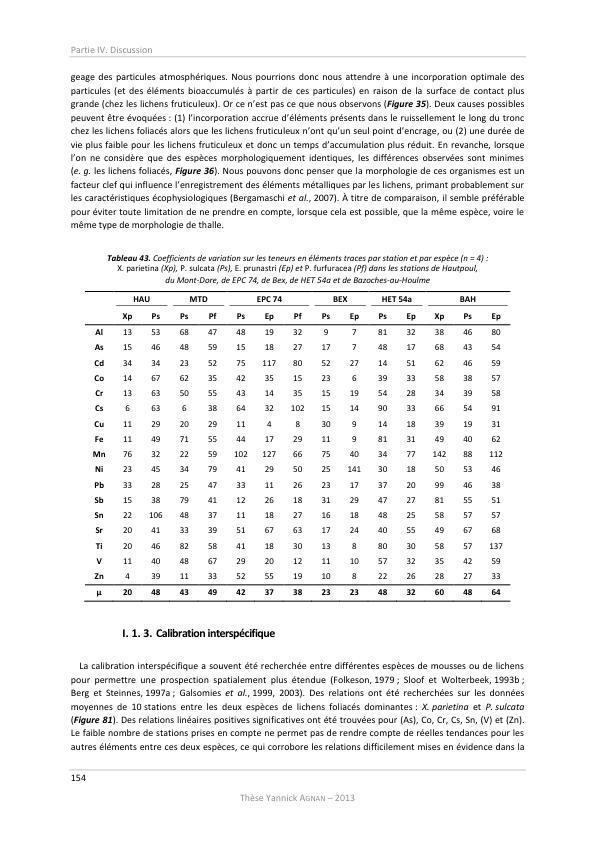 Partie IV. Discussion
geage des particules atmosphériques. Nous pourrions donc nous attendre à une incorporation optimale des
particules (et des éléments bioaccumulés à partir de ces particules) en raison de la surface de contact plus
grande (chez les lichens fruticuleux). Or ce n'est pas ce que nous observons (Figure 35). Deux causes possibles
peuvent être évoquées : (1) l'incorporation accrue d'éléments présents dans le ruissellement le long du tronc
chez les lichens foliacés alors que les lichens fruticuleux n'ont qu'un seul point d'encrage, ou (2) une durée de
vie plus faible pour les lichens fruticuleux et donc un temps d'accumulation plus réduit. En revanche, lorsque
l'on ne considère que des espèces morphologiquement identiques, les différences observées sont minimes
(e. g. les lichens foliacés, Figure 36). Nous pouvons donc penser que la morphologie de ces organismes est un
facteur clef qui influence l'enregistrement des éléments métalliques par les lichens, primant probablement sur
les caractéristiques écophysiologiques (Bergamaschi et al., 2007). À titre de comparaison, il semble préférable
pour éviter toute limitation de ne prendre en compte, lorsque cela est possible, que la même espèce, voire le
même type de morphologie de thalle.
Tableau 43. Coefficients de variation sur les teneurs en éléments traces par station et par espèce (n = 4) :
X. parietina (Xp), P. sulcata (Ps), E. prunastri (Ep) et P. furfuracea (Pf) dans les stations de Hautpoul,
du Mont-Dore, de EPC 74, de Bex, de HET 54a et de Bazoches-au-Houlme
HAU MTD EPC 74 BEX HET 54a BAH
Xp Ps Ps Pf Ps Ep Pf Ps Ep Ps Ep Xp Ps Ep
Al 13 53 68 47 48 19 32 9 7 81 32 38 46 80
As 15 46 48 59 15 18 27 17 7 48 17 68 43 54
Cd 34 34 23 52 75 117 80 52 27 14 51 62 46 59
Co 14 67 62 35 42 35 15 23 6 39 33 58 38 57
Cr 13 63 50 55 43 14 35 15 19 54 28 34 39 58
Cs 6 63 6 38 64 32 102 15 14 90 33 66 54 91
Cu 11 29 20 29 11 4 8 30 9 14 18 39 19 31
Fe 11 49 71 55 44 17 29 11 9 81 31 49 40 62
Mn 76 32 22 59 102 127 66 75 40 34 77 142 88 112
Ni 23 45 34 79 41 29 50 25 141 30 18 50 53 46
Pb 33 28 25 47 33 11 26 23 17 37 20 99 46 38
Sb 15 38 79 41 12 26 18 31 29 47 27 81 55 51
Sn 22 106 48 37 11 18 27 16 18 48 25 58 57 57
Sr 20 41 33 39 51 67 63 17 24 40 55 49 67 68
Ti 20 46 82 58 41 18 30 13 8 80 30 58 57 137
V 11 40 48 67 29 20 12 11 10 57 32 35 42 59
Zn 4 39 11 33 52 55 19 10 8 22 26 28 27 33
µ 20 48 43 49 42 37 38 23 23 48 32 60 48 64
I. 1. 3. Calibration interspécifique
La calibration interspécifique a souvent été recherchée entre différentes espèces de mousses ou de lichens
pour permettre une prospection spatialement plus étendue (Folkeson, 1979 ; Sloof et Wolterbeek, 1993b ;
Berg et Steinnes, 1997a ; Galsomies et al., 1999, 2003). Des relations ont été recherchées sur les données
moyennes de 10 stations entre les deux espèces de lichens foliacés dominantes : X. parietina et P. sulcata
(Figure 81). Des relations linéaires positives significatives ont été trouvées pour (As), Co, Cr, Cs, Sn, (V) et (Zn).
Le faible nombre de stations prises en compte ne permet pas de rendre compte de réelles tendances pour les
autres éléments entre ces deux espèces, ce qui corrobore les relations difficilement mises en évidence dans la
154
Thèse Yannick AGNAN – 2013